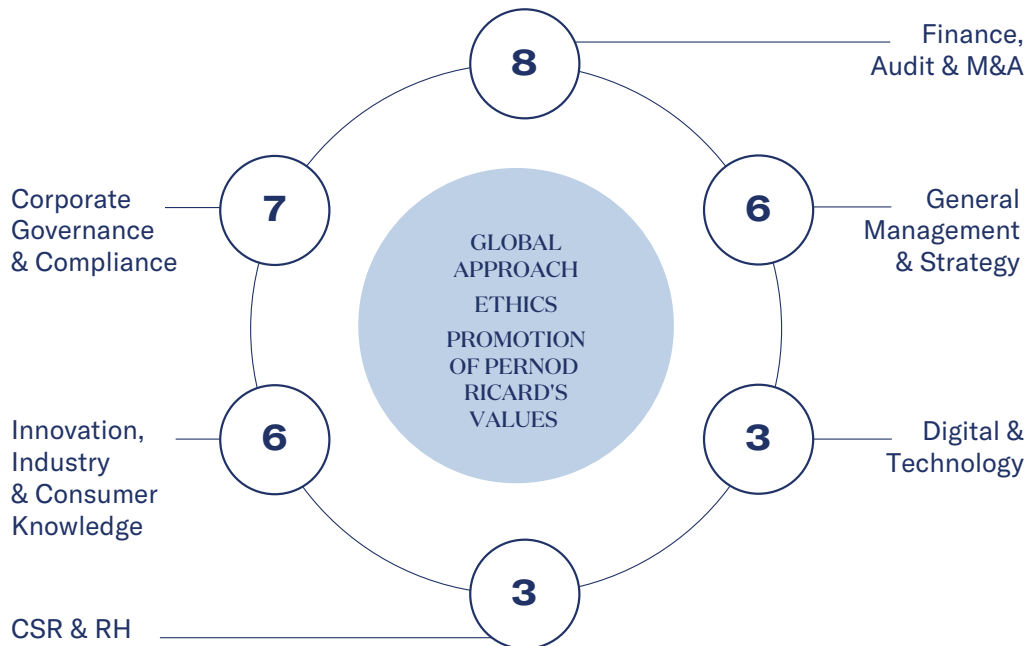 8
Finance,
Audit & M&A
7
Corporate
Governance
& Compliance
6
General
Management
& Strategy
GLOBAL
APPROACH
ETHICS
PROMOTION
OF PERNOD
RICARD'S
VALUES
6
Innovation,
Industry
& Consumer
Knowledge
3
Digital &
Technology
3
CSR & RH